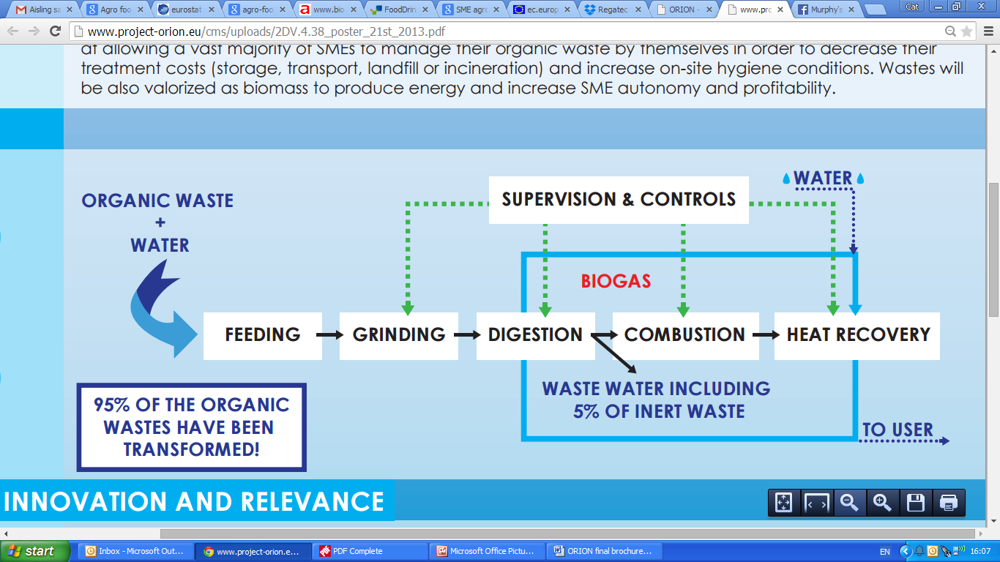 Aisling sa
Agro foo
eurostat
agro-foo
www.bio
FoodDrin
SME agro
ec.europ
Regatec
ORION -
www.pro
Murphy's
Cat
www.project-orion.eu/cms/uploads/2DV.4.38_poster_21st_2013.pdf
at allowing a vast majority of SMEs to manage their organic waste by themselves in order to decrease their
treatment costs (storage, transport, landfill or incineration) and increase on-site hygiene conditions. Wastes will
be also valorized as biomass to produce energy and increase SME autonomy and profitability.
WATER
SUPERVISION & CONTROLS
ORGANIC WASTE
+
WATER
BIOGAS
FEEDING
GRINDING
DIGESTION
COMBUSTION
HEAT RECOVERY
WASTE WATER INCLUDING
5% OF INERT WASTE
95% OF THE ORGANIC
WASTES HAVE BEEN
TRANSFORMED!
TO USER
INNOVATION AND RELEVANCE
start
Inbox - Microsoft Out...
www.project-orion.e...
PDF Complete
Microsoft Office Pictu...
ORION final brochure...
EN
16:07